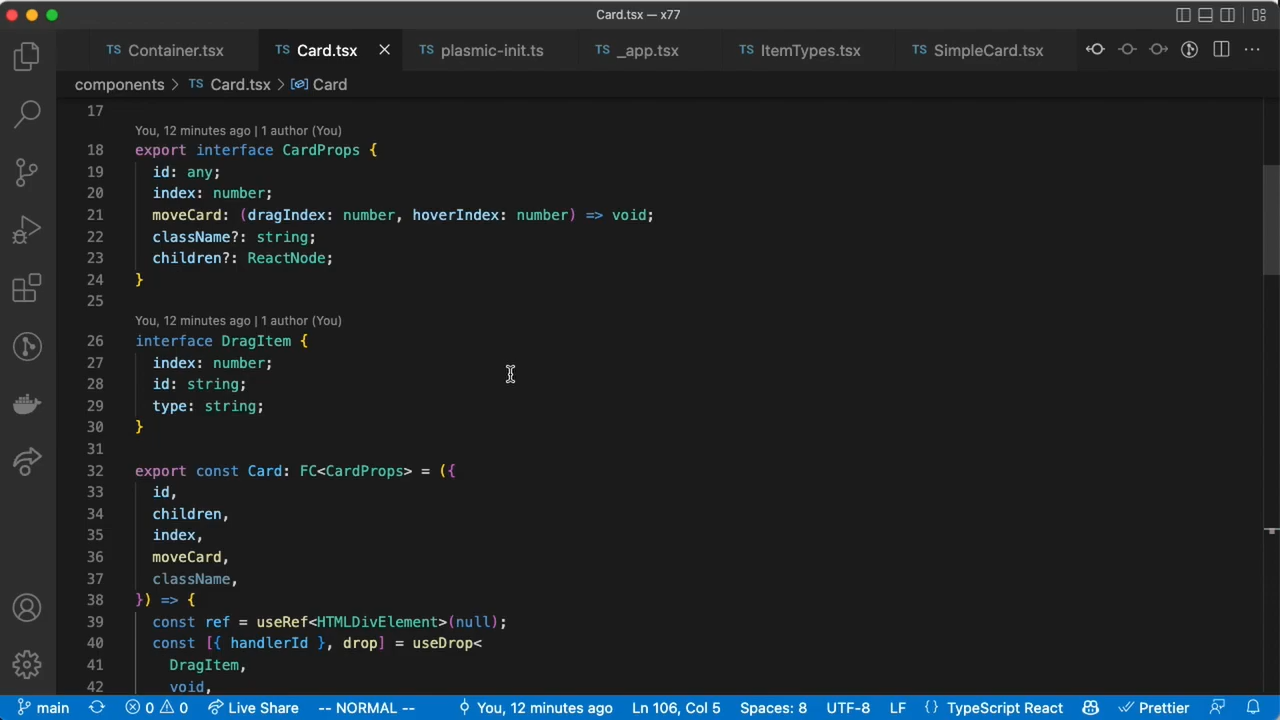 Card.tsx — x77
TS Container.tsx TS Card.tsx TS plasmic-init.ts TS _app.tsx TS ItemTypes.tsx TS SimpleCard.tsx
components > TS Card.tsx > Card
17
You, 12 minutes ago | 1 author (You)
18 export interface CardProps {
19 id: any;
20 index: number;
21 moveCard: (dragIndex: number, hoverIndex: number) => void;
22 className?: string;
23 children?: ReactNode;
24 }
25
You, 12 minutes ago | 1 author (You)
26 interface DragItem {
27 index: number;
28 id: string;
29 type: string;
30 }
31
32 export const Card: FC<CardProps> = ({
33 id,
34 children,
35 index,
36 moveCard,
37 className,
38 }) => {
39 const ref = useRef<HTMLDivElement>(null);
40 const [{ handlerId }, drop] = useDrop<
41 DragItem,
42 void,
main 0 0 Live Share -- NORMAL -- You, 12 minutes ago Ln 106, Col 5 Spaces: 8 UTF-8 LF {} TypeScript React Prettier